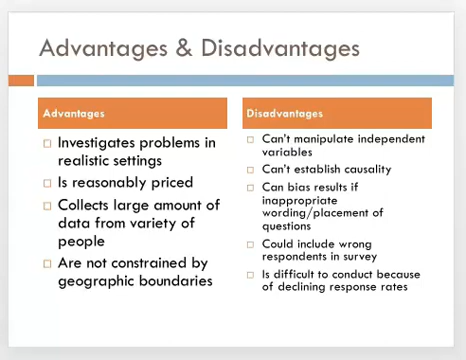 Advantages & Disadvantages
Advantages
Investigates problems in
realistic settings
Is reasonably priced
Collects large amount of
data from variety of
people
Are not constrained by
geographic boundaries
Disadvantages
Can't manipulate independent
variables
Can't establish causality
Can bias results if
inappropriate
wording/placement of
questions
Could include wrong
respondents in survey
Is difficult to conduct because
of declining response rates